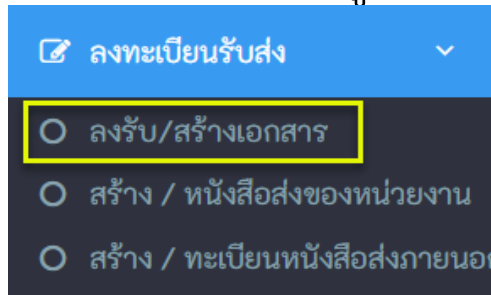 ลงทะเบียนรับส่ง
ลงรับ/สร้างเอกสาร
สร้าง / หนังสือส่งของหน่วยงาน
สร้าง / ทะเบียนหนังสือส่งภายนอก